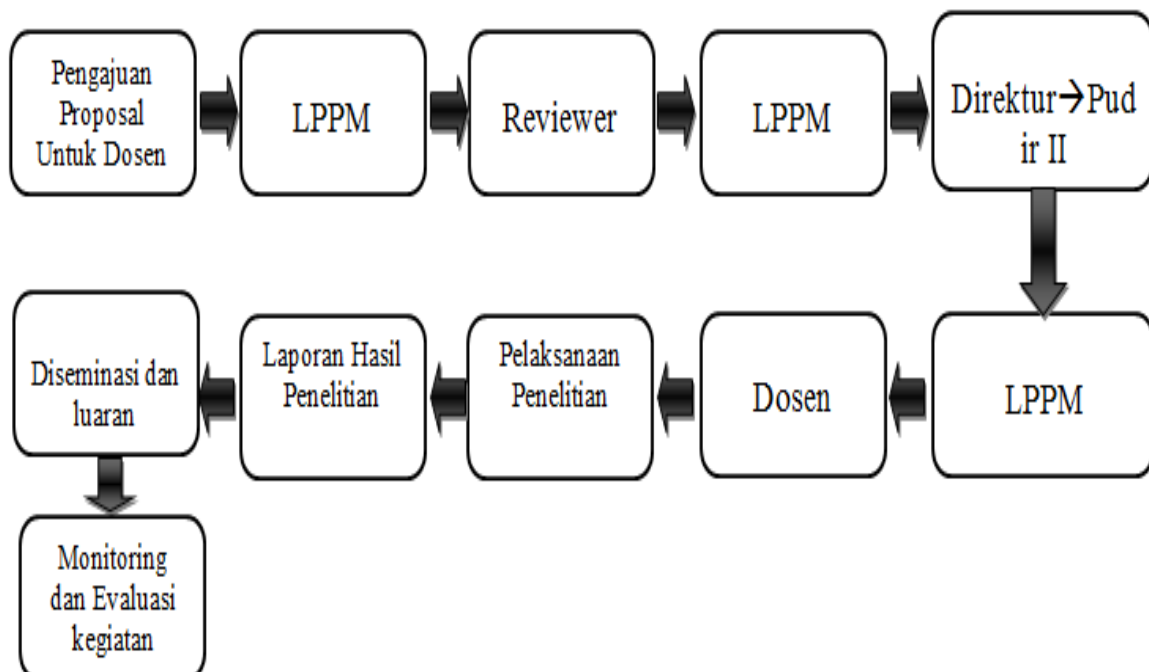 Pengajuan
Proposal
Untuk Dosen
LPPM
Reviewer
LPPM
Direktur→Pud
ir II
LPPM
Dosen
Pelaksanaan
Penelitian
Laporan Hasil
Penelitian
Diseminasi dan
luaran
Monitoring
dan Evaluasi
kegiatan